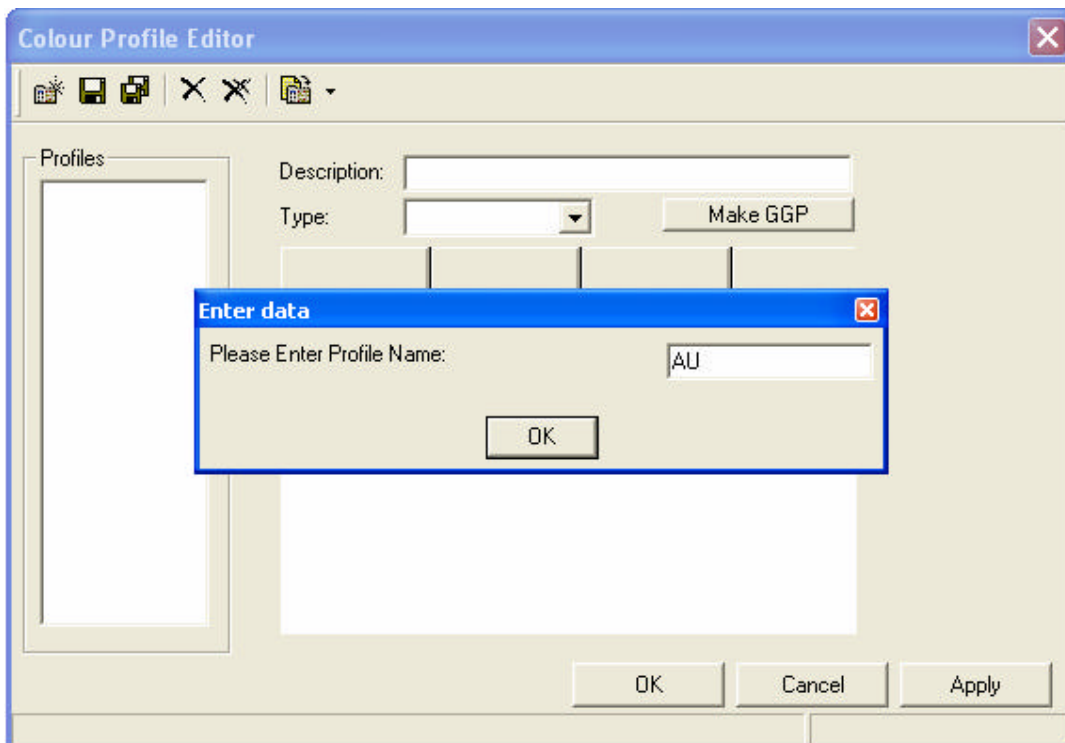 Colour Profile Editor
Profiles
Description:
Type:
Make GGP
Enter data
Please Enter Profile Name:
AU
OK
OK
Cancel
Apply